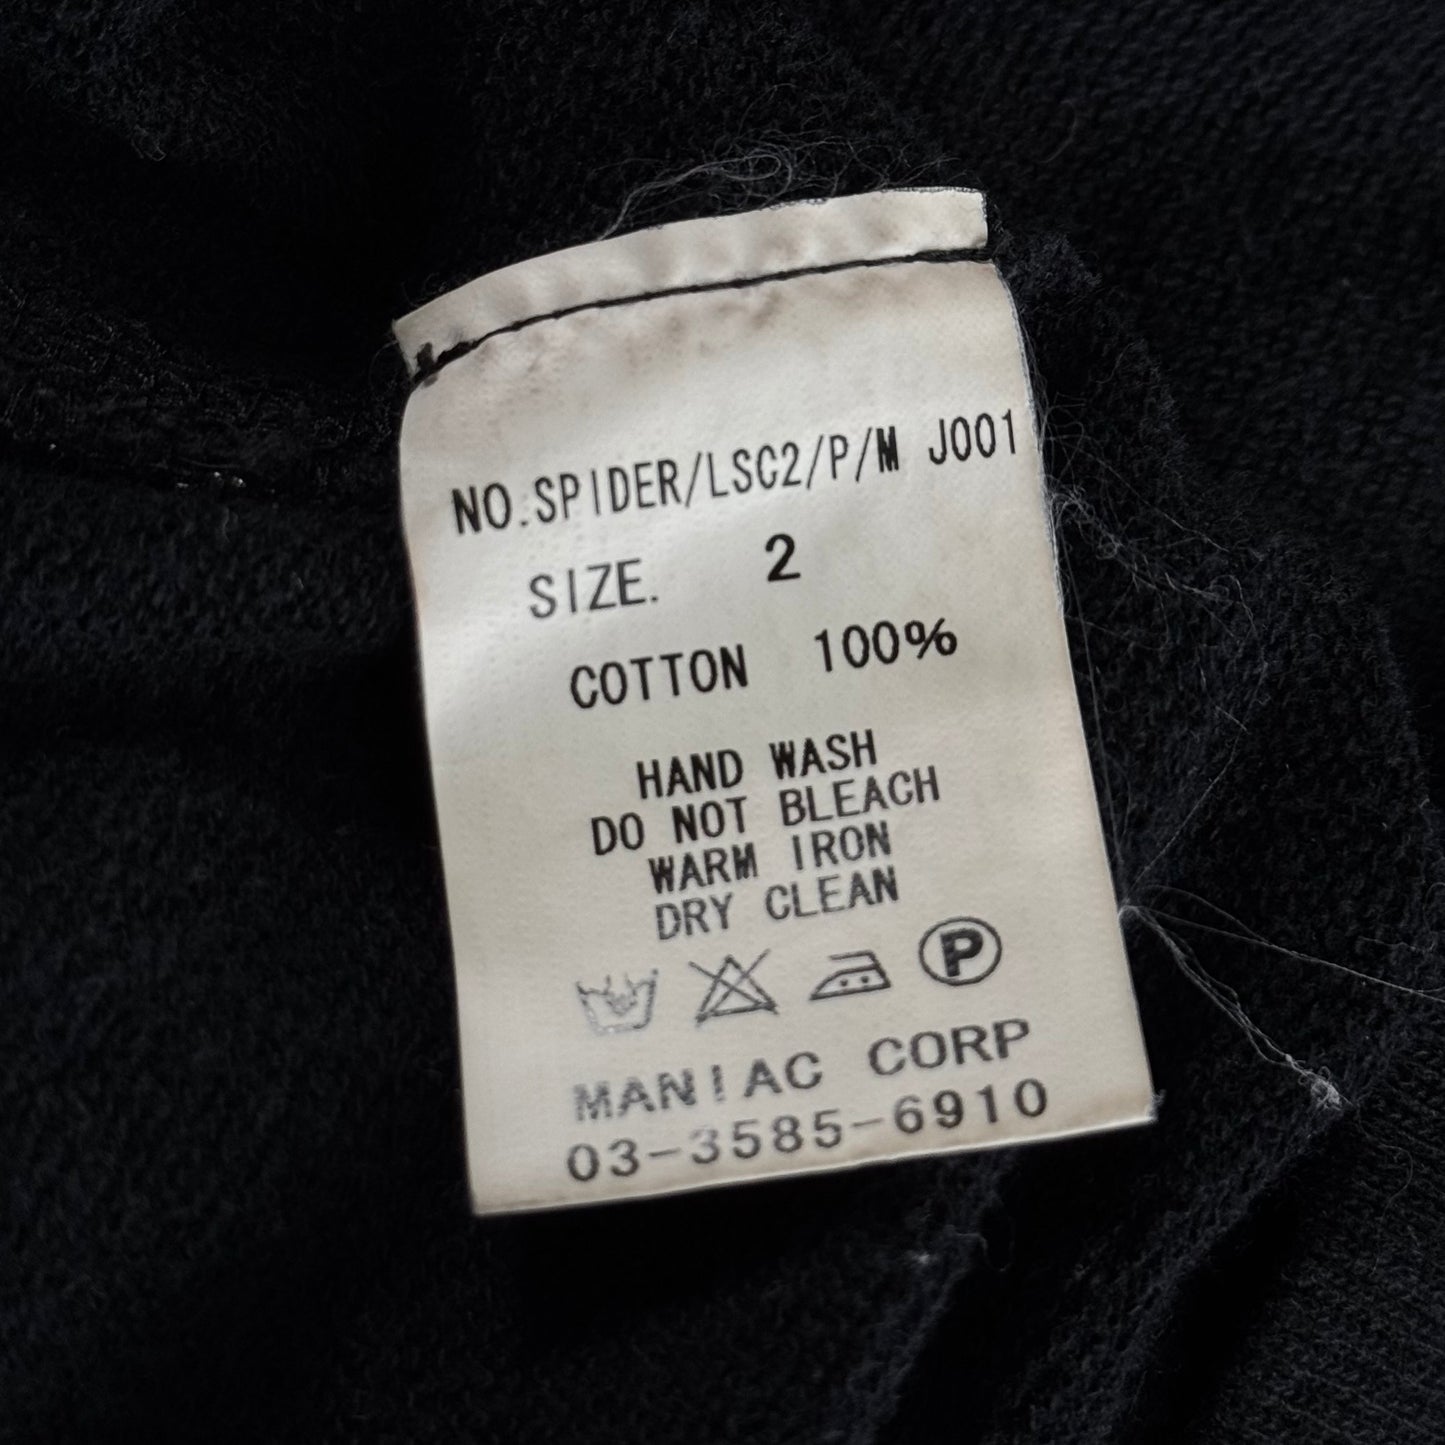 NO.SPIDER/LSC2/P/M J001
SIZE. 2
COTTON 100%
HAND WASH
DO NOT BLEACH
WARM IRON
DRY CLEAN
P
MANIAC CORP
03-3585-6910